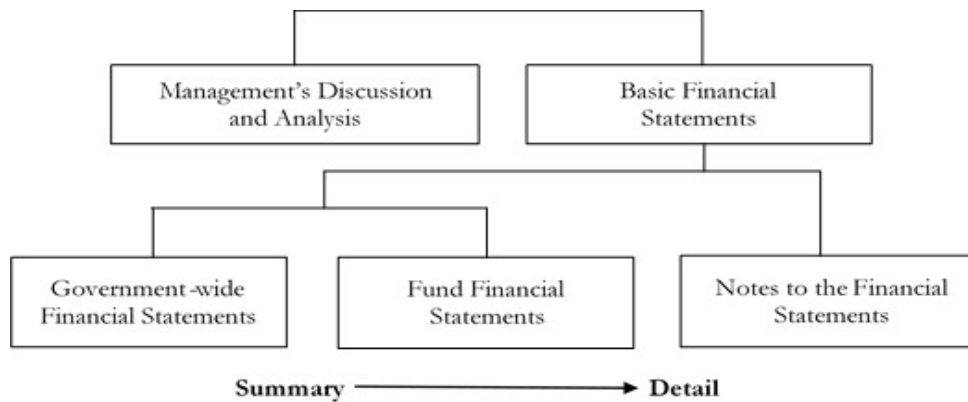 Management's Discussion
and Analysis
Basic Financial
Statements
Government-wide
Financial Statements
Fund Financial
Statements
Notes to the Financial
Statements
Summary
Detail